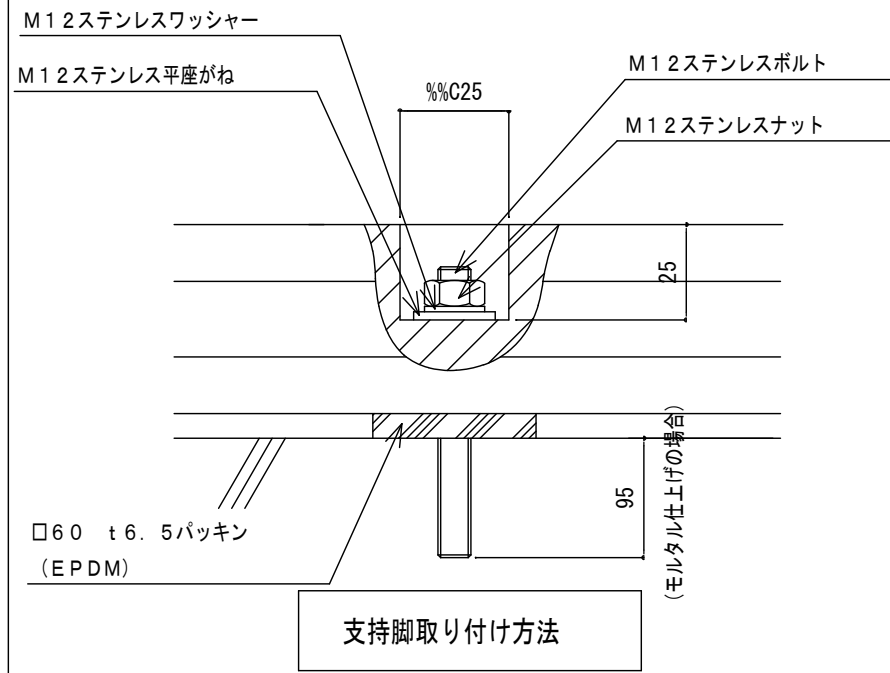 Ｍ１２ステンレスワッシャー
Ｍ１２ステンレス平座がね
%%C25
Ｍ１２ステンレスボルト
Ｍ１２ステンレスナット
25
95
(モルタル仕上げの場合)
□６０　ｔ６．５パッキン
（ＥＰＤＭ）
支持脚取り付け方法